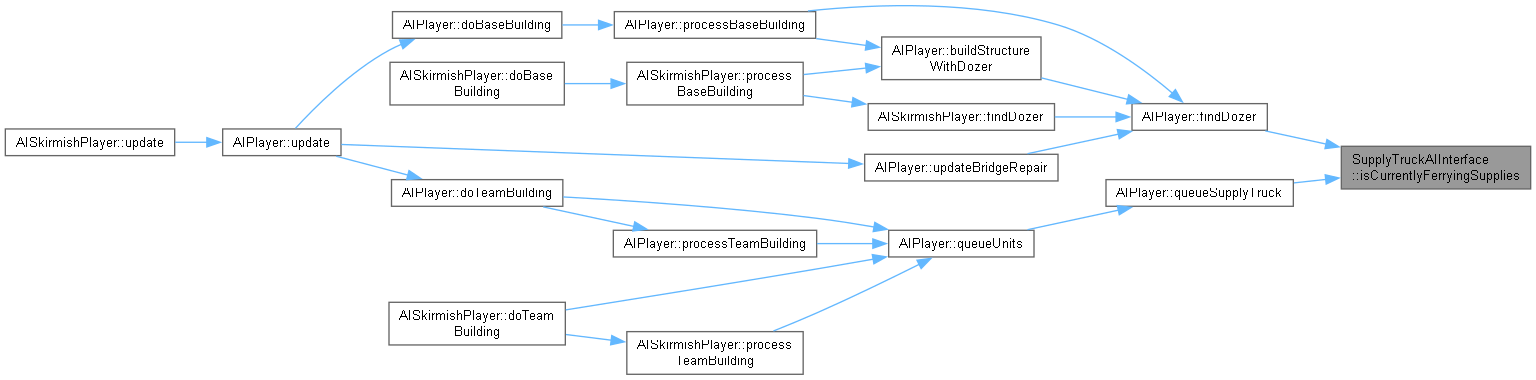 AIPlayer::doBaseBuilding
AIPlayer::processBaseBuilding
AIPlayer::buildStructure
WithDozer
AISkirmishPlayer::doBase
Building
AISkirmishPlayer::process
BaseBuilding
AISkirmishPlayer::findDozer
AIPlayer::findDozer
AISkirmishPlayer::update
AIPlayer::update
AIPlayer::updateBridgeRepair
SupplyTruckAIInterface
::isCurrentlyFerryingSupplies
AIPlayer::doTeamBuilding
AIPlayer::queueSupplyTruck
AIPlayer::processTeamBuilding
AIPlayer::queueUnits
AISkirmishPlayer::doTeam
Building
AISkirmishPlayer::process
TeamBuilding